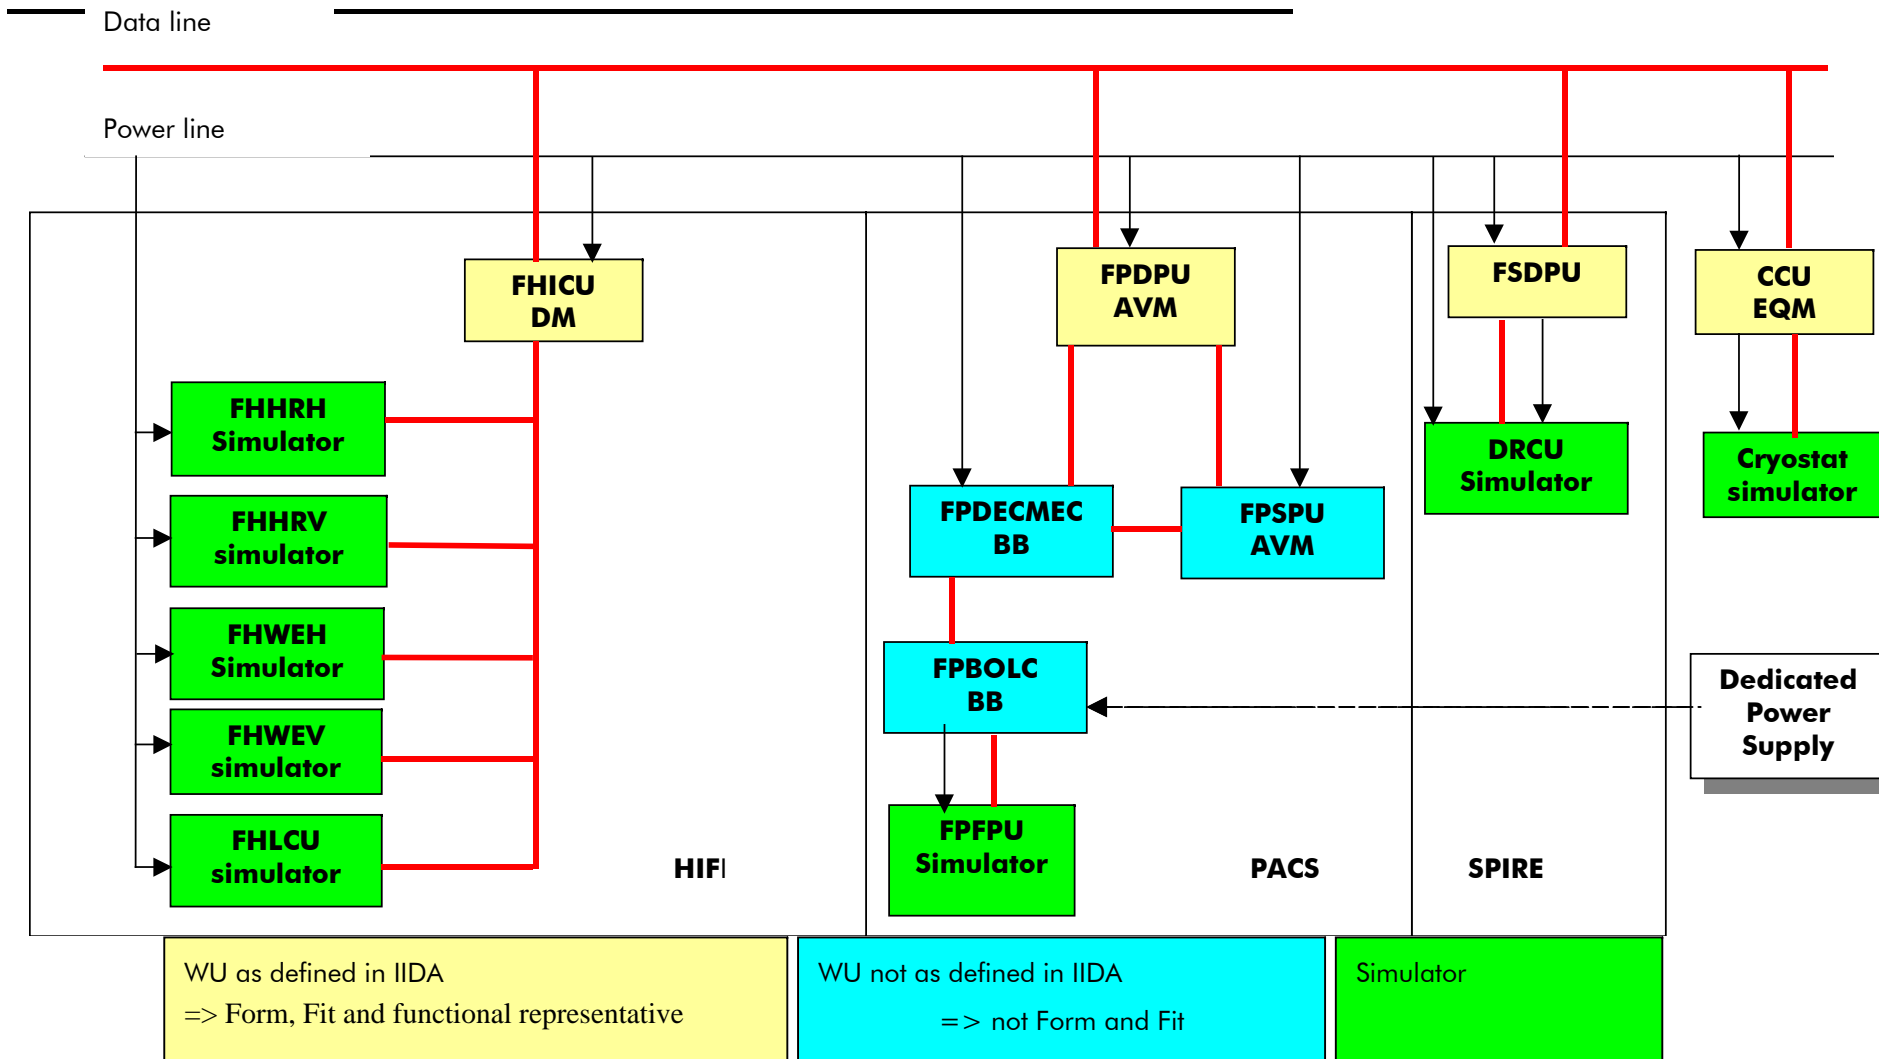 Data line
Power line
FHICU
DM
FPDPU
AVM
FSDPU
CCU
EQM
FHHRH
Simulator
FHHRV
simulator
FHWEH
Simulator
FHWEV
simulator
FHLCU
simulator
FPDECMEC
BB
FPSPU
AVM
DRCU
Simulator
Cryostat
simulator
FPBOLC
BB
Dedicated
Power
Supply
FPFPU
Simulator
HIFI
PACS
SPIRE
WU as defined in IIDA
=> Form, Fit and functional representative
WU not as defined in IIDA
=> not Form and Fit
Simulator